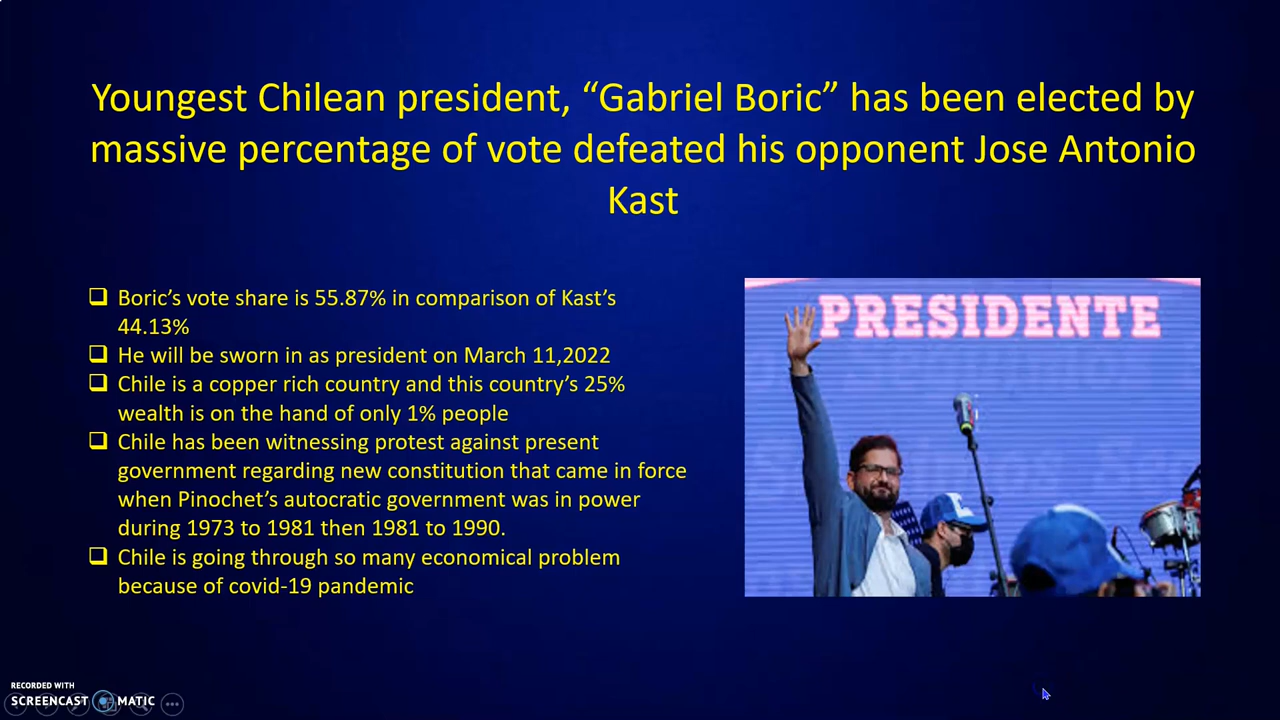 Youngest Chilean president, “Gabriel Boric” has been elected by
massive percentage of vote defeated his opponent Jose Antonio
Kast
Boric’s vote share is 55.87% in comparison of Kast’s
44.13%
He will be sworn in as president on March 11,2022
Chile is a copper rich country and this country’s 25%
wealth is on the hand of only 1% people
Chile has been witnessing protest against present
government regarding new constitution that came in force
when Pinochet’s autocratic government was in power
during 1973 to 1981 then 1981 to 1990.
Chile is going through so many economical problem
because of covid-19 pandemic
PRESIDENTE
RECORDED WITH
SCREENCAST MATIC